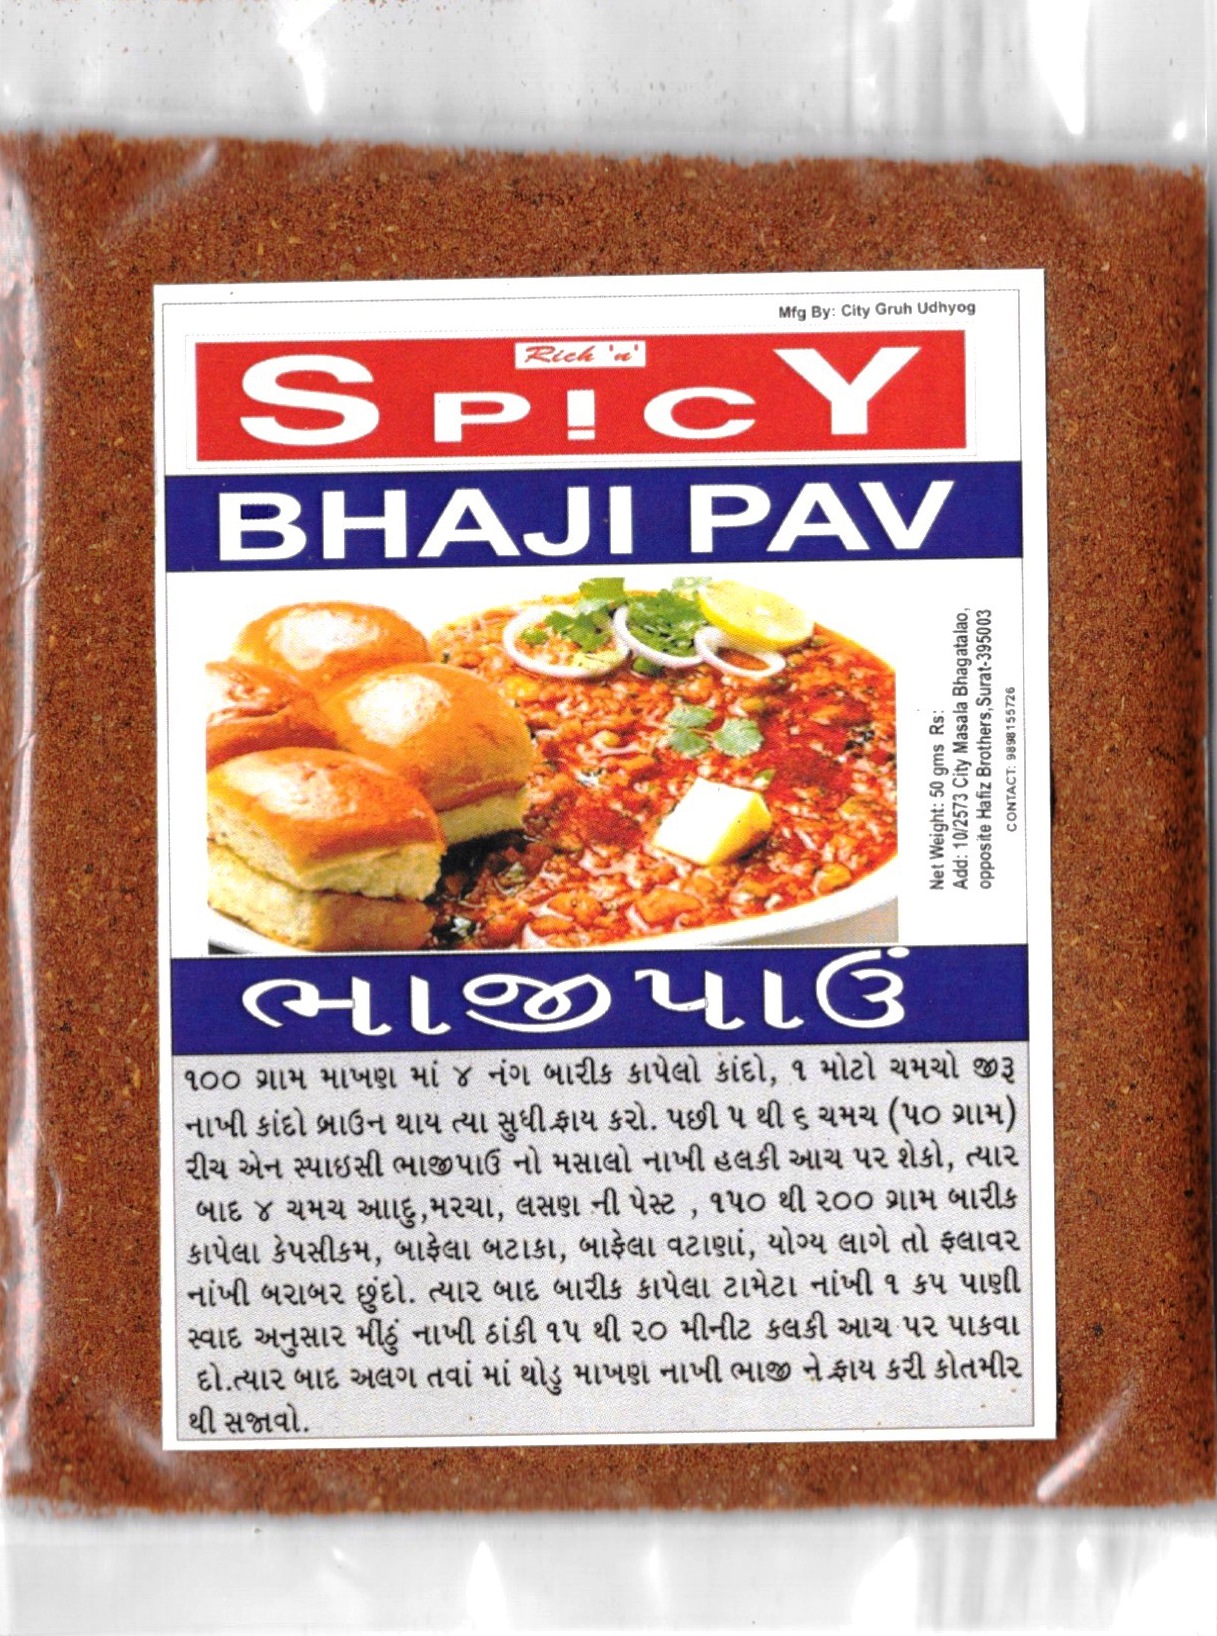 Mfg By: City Gruh Udhyog
Rich 'n'
SPICY
BHAJI PAV
Net Weight: 50 gms Rs:
Add: 10/2573 City Masala Bhagatalao,
opposite Hafiz Brothers,Surat-395003
CONTACT: 9898155726
ભાજીપાઉં
૧૦૦ ગ્રામ માખણ માં ૪ નંગ બારીક કાપેલો કાંદો, ૧ મોટો ચમચો જીરૂ
નાખી કાંદો બ્રાઉન થાય ત્યા સુધી ફ્રાય કરો. પછી ૫ થી ૬ ચમચ (૫૦ ગ્રામ)
રીચ એન સ્પાઇસી ભાજીપાઉ નો મસાલો નાખી હલકી આચ પર શેકો, ત્યાર
બાદ ૪ ચમચ આાદુ,મરચા, લસણ ની પેસ્ટ , ૧૫૦ થી ૨૦૦ ગ્રામ બારીક
કાપેલા કેપસીકમ, બાફેલા બટાકા, બાફેલા વટાણાં, યોગ્ય લાગે તો ફલાવર
નાંખી બરાબર છુંદો. ત્યાર બાદ બારીક કાપેલા ટામેટા નાંખી ૧ કપ પાણી
સ્વાદ અનુસાર મીઠું નાખી ઠાંકી ૧૫ થી ૨૦ મીનીટ કલકી આચ પર પાકવા
દો.ત્યાર બાદ અલગ તવાં માં થોડુ માખણ નાખી ભાજી ને ફ્રાય કરી કોતમીર
થી સજાવો.